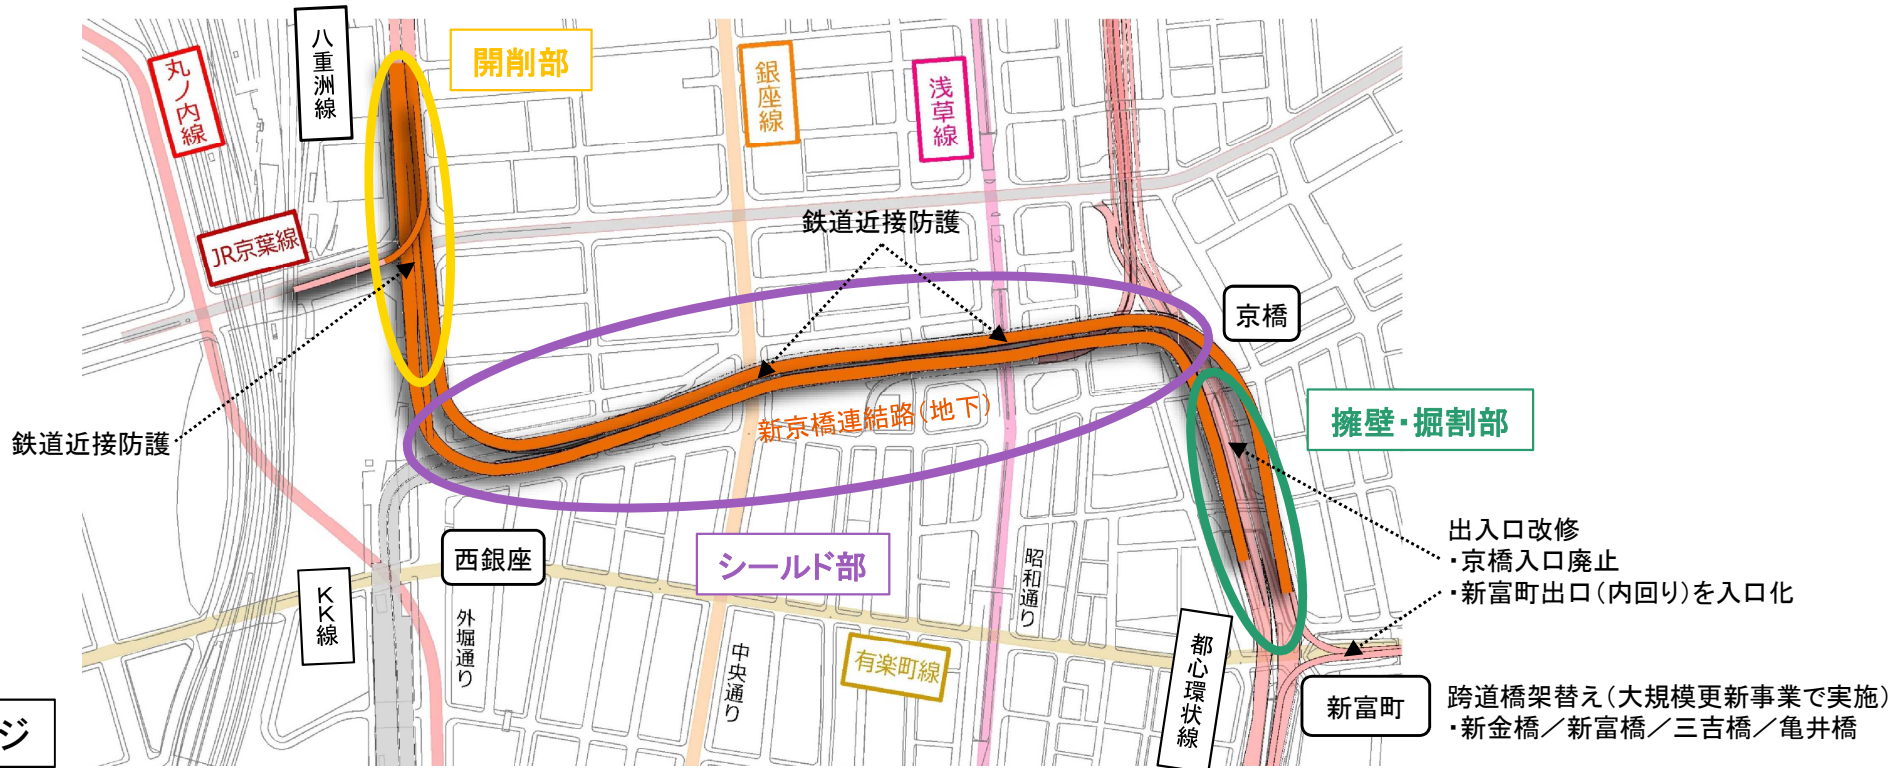 八重洲線
開削部
丸ノ内線
銀座線
浅草線
JR京葉線
鉄道近接防護
京橋
新京橋連結路(地下)
擁壁・掘割部
鉄道近接防護
西銀座
シールド部
昭和通り
出入口改修
・京橋入口廃止
・新富町出口(内回り)を入口化
KK線
外堀通り
中央通り
有楽町線
都心環状線
新富町
跨道橋架替え(大規模更新事業で実施)
・新金橋/新富橋/三吉橋/亀井橋
ジ